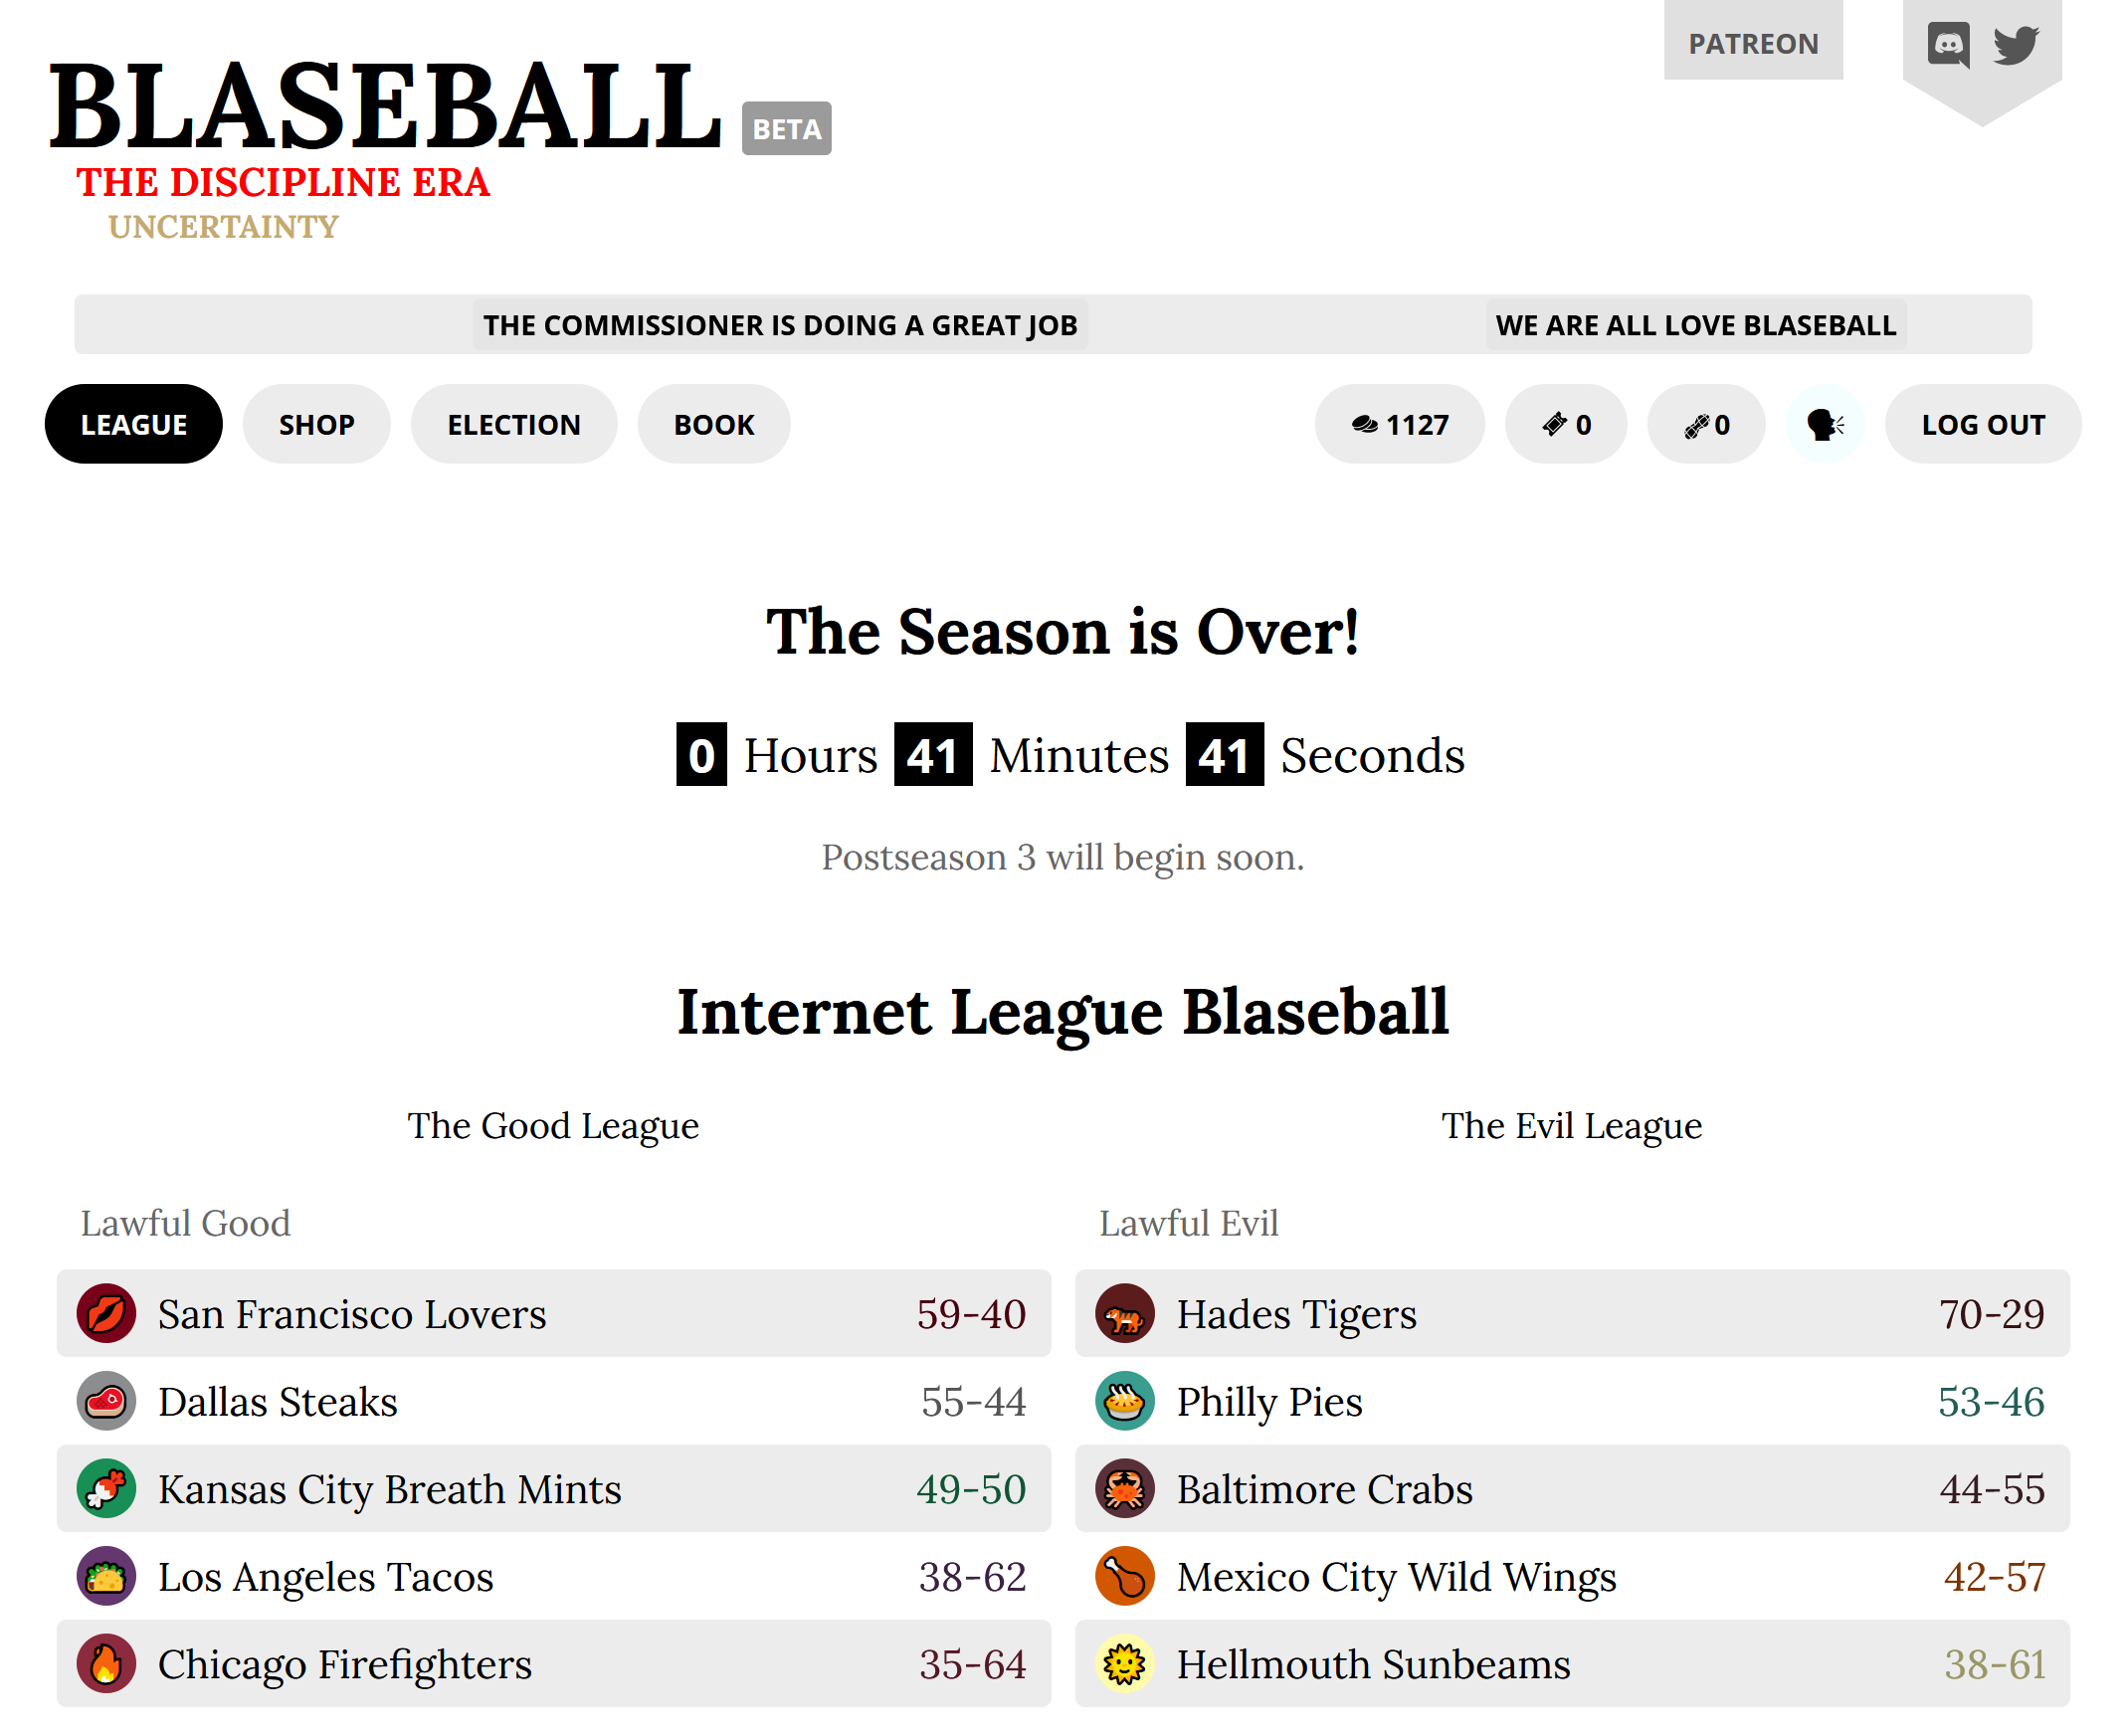 PATREON
BLASEBALL BETA
THE DISCIPLINE ERA
UNCERTAINTY
THE COMMISSIONER IS DOING A GREAT JOB WE ARE ALL LOVE BLASEBALL
LEAGUE SHOP ELECTION BOOK 1127 0 0 LOG OUT
The Season is Over!
0 Hours 41 Minutes 41 Seconds
Postseason 3 will begin soon.
Internet League Blaseball
The Good League
Lawful Good
San Francisco Lovers 59-40
Dallas Steaks 55-44
Kansas City Breath Mints 49-50
Los Angeles Tacos 38-62
Chicago Firefighters 35-64
The Evil League
Lawful Evil
Hades Tigers 70-29
Philly Pies 53-46
Baltimore Crabs 44-55
Mexico City Wild Wings 42-57
Hellmouth Sunbeams 38-61